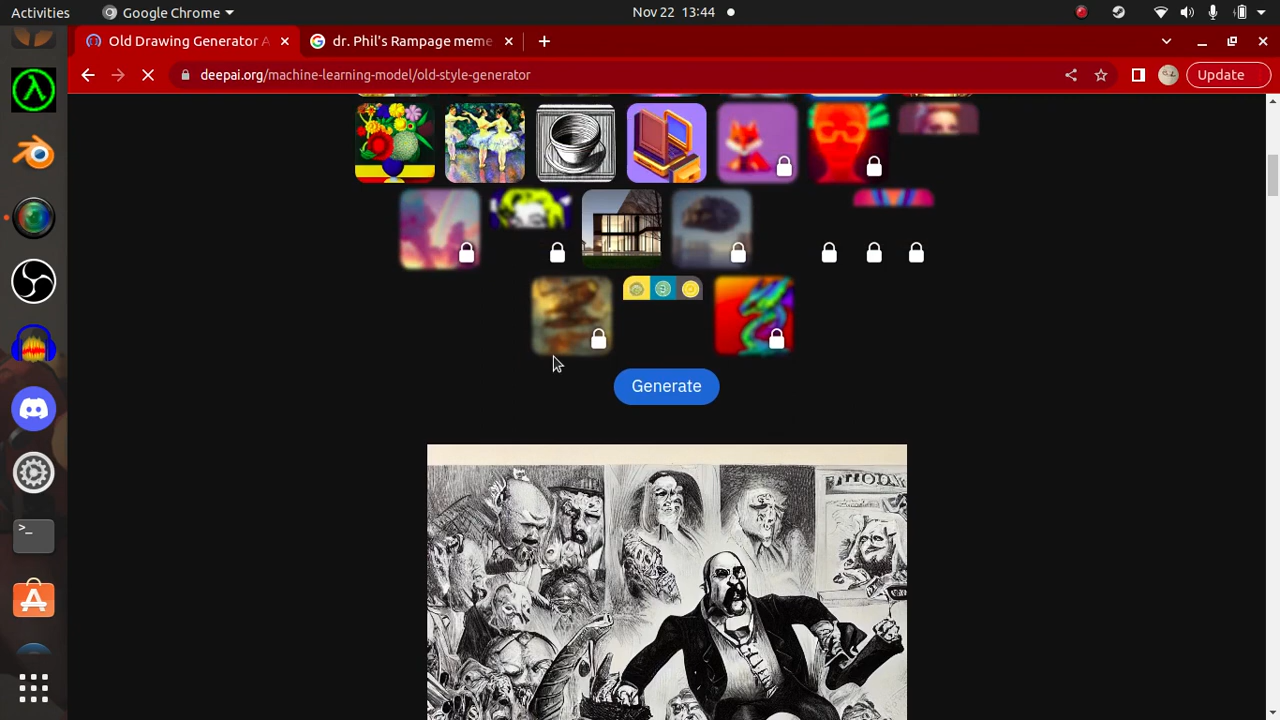 Activities
Google Chrome
Nov 22 13:44
Old Drawing Generator A
dr. Phil's Rampage meme
deepai.org/machine-learning-model/old-style-generator
Update
Generate
>_